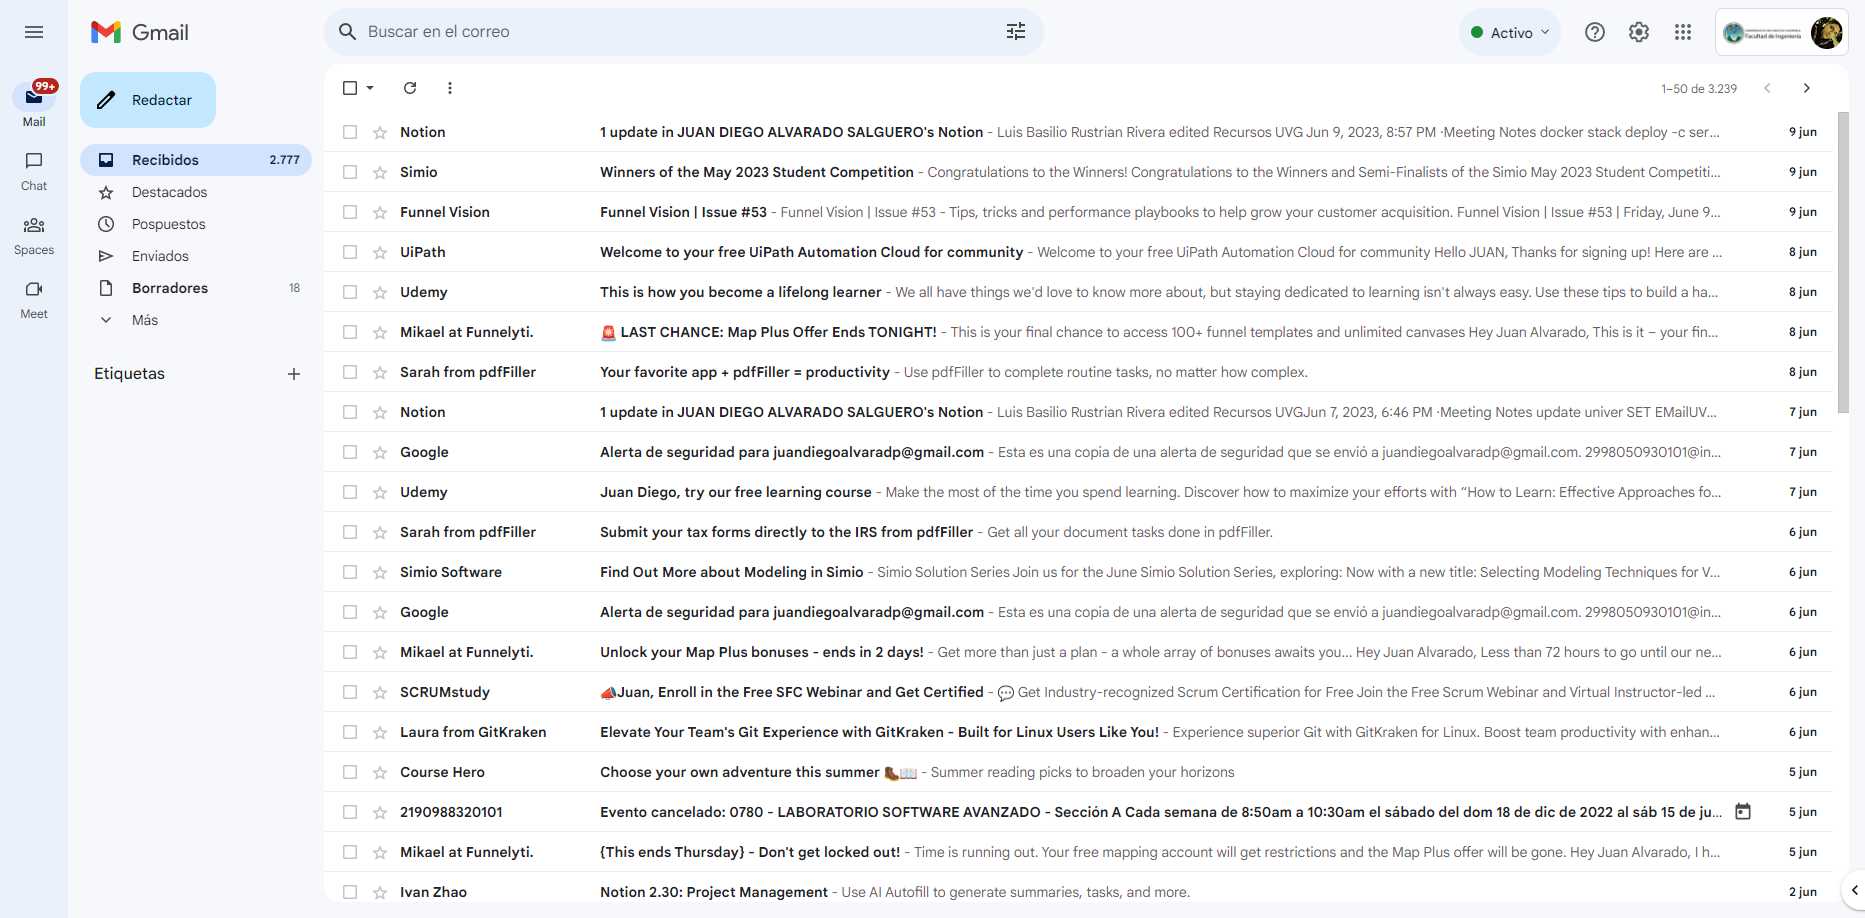 Gmail
Buscar en el correo
Activo
Facultad de Ingeniería
99+
Mail
Chat
Spaces
Meet
Redactar
Recibidos 2.777
Destacados
Pospuestos
Enviados
Borradores 18
Más
Etiquetas
1–50 de 3.239
Notion 1 update in JUAN DIEGO ALVARADO SALGUERO's Notion - Luis Basilio Rustrian Rivera edited Recursos UVG Jun 9, 2023, 8:57 PM ·Meeting Notes docker stack deploy -c ser... 9 jun
Simio Winners of the May 2023 Student Competition - Congratulations to the Winners! Congratulations to the Winners and Semi-Finalists of the Simio May 2023 Student Competiti... 9 jun
Funnel Vision Funnel Vision | Issue #53 - Funnel Vision | Issue #53 - Tips, tricks and performance playbooks to help grow your customer acquisition. Funnel Vision | Issue #53 | Friday, June 9... 9 jun
UiPath Welcome to your free UiPath Automation Cloud for community - Welcome to your free UiPath Automation Cloud for community Hello JUAN, Thanks for signing up! Here are ... 8 jun
Udemy This is how you become a lifelong learner - We all have things we'd love to know more about, but staying dedicated to learning isn't always easy. Use these tips to build a ha... 8 jun
Mikael at Funnelyti. 🚨 LAST CHANCE: Map Plus Offer Ends TONIGHT! - This is your final chance to access 100+ funnel templates and unlimited canvases Hey Juan Alvarado, This is it – your fin... 8 jun
Sarah from pdfFiller Your favorite app + pdfFiller = productivity - Use pdfFiller to complete routine tasks, no matter how complex. 8 jun
Notion 1 update in JUAN DIEGO ALVARADO SALGUERO's Notion - Luis Basilio Rustrian Rivera edited Recursos UVGJun 7, 2023, 6:46 PM ·Meeting Notes update univer SET EMailUV... 7 jun
Google Alerta de seguridad para juandiegoalvaradp@gmail.com - Esta es una copia de una alerta de seguridad que se envió a juandiegoalvaradp@gmail.com. 2998050930101@in... 7 jun
Udemy Juan Diego, try our free learning course - Make the most of the time you spend learning. Discover how to maximize your efforts with “How to Learn: Effective Approaches fo... 7 jun
Sarah from pdfFiller Submit your tax forms directly to the IRS from pdfFiller - Get all your document tasks done in pdfFiller. 6 jun
Simio Software Find Out More about Modeling in Simio - Simio Solution Series Join us for the June Simio Solution Series, exploring: Now with a new title: Selecting Modeling Techniques for V... 6 jun
Google Alerta de seguridad para juandiegoalvaradp@gmail.com - Esta es una copia de una alerta de seguridad que se envió a juandiegoalvaradp@gmail.com. 2998050930101@in... 6 jun
Mikael at Funnelyti. Unlock your Map Plus bonuses - ends in 2 days! - Get more than just a plan - a whole array of bonuses awaits you... Hey Juan Alvarado, Less than 72 hours to go until our ne... 6 jun
SCRUMstudy 📣Juan, Enroll in the Free SFC Webinar and Get Certified - 💬 Get Industry-recognized Scrum Certification for Free Join the Free Scrum Webinar and Virtual Instructor-led ... 6 jun
Laura from GitKraken Elevate Your Team's Git Experience with GitKraken - Built for Linux Users Like You! - Experience superior Git with GitKraken for Linux. Boost team productivity with enhan... 6 jun
Course Hero Choose your own adventure this summer 🥾📖 - Summer reading picks to broaden your horizons 5 jun
2190988320101 Evento cancelado: 0780 - LABORATORIO SOFTWARE AVANZADO - Sección A Cada semana de 8:50am a 10:30am el sábado del dom 18 de dic de 2022 al sáb 15 de ju... 5 jun
Mikael at Funnelyti. {This ends Thursday} - Don't get locked out! - Time is running out. Your free mapping account will get restrictions and the Map Plus offer will be gone. Hey Juan Alvarado, I h... 5 jun
Ivan Zhao Notion 2.30: Project Management - Use AI Autofill to generate summaries, tasks, and more. 2 jun